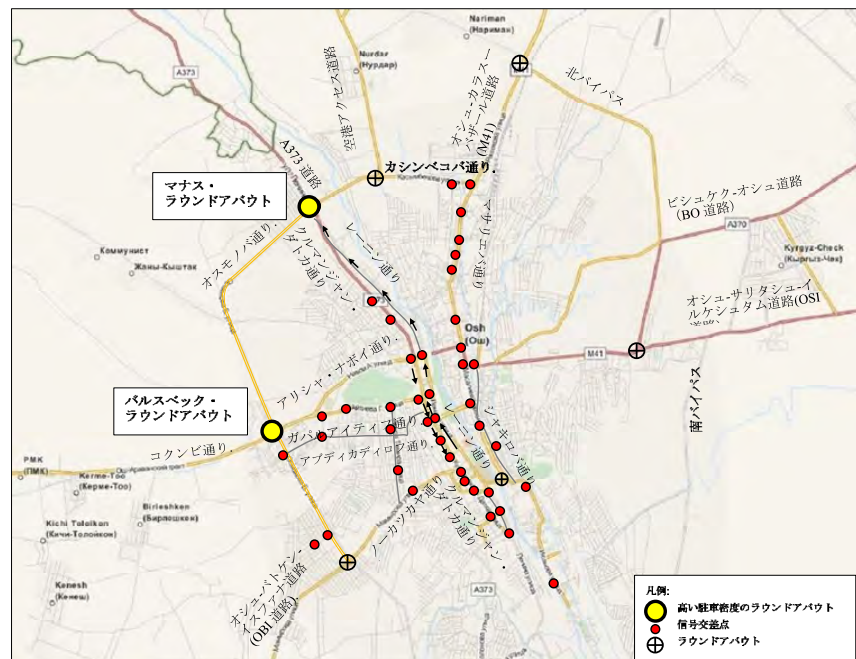 Nariman
(Нариман)
A373
Nurdar
(Нурдар)
空港アクセス道路
オシュ-カラスー
バザール道路
(M41)
北バイパス
A373 道路
カシンベコバ通り.
マナス・
ラウンドアバウト
ビシュケク-オシュ道路
(BO 道路)
A370
マサリエバ通り
レーニン通り
クルマンジャン・
ダトカ通り
オスモノバ通り.
Коммунист
Жаны-Кыштак
Kyrgyz-Check
(Кыргыз-Чек)
オシュ-サリタシュ-イ
ルケシュタム道路(OSI
Osh
(Ош)
M41
アリシャ・ナボイ通り.
バルスベック・
ラウンドアバウト
南バイパス
ガパル・アイティフ通り
レーニン通り
シャキロバ通り
コクンビ通り.
アブディカディロフ通り.
РМК
(ПМК)
Kerme-Too
(Керме-Тоо)
Birleshken
(Бирлешкен)
ノーカツカヤ通り
クルマンジャン・
ダトカ通り
Kichi Toloikon
(Кичи-Толойкон)
Kenesh
(Кенеш)
オシュ-バトケン-
イスファナ道路
(OBI 道路)
A373
凡例:
高い駐車密度のラウンドアバウト
信号交差点
ラウンドアバウト